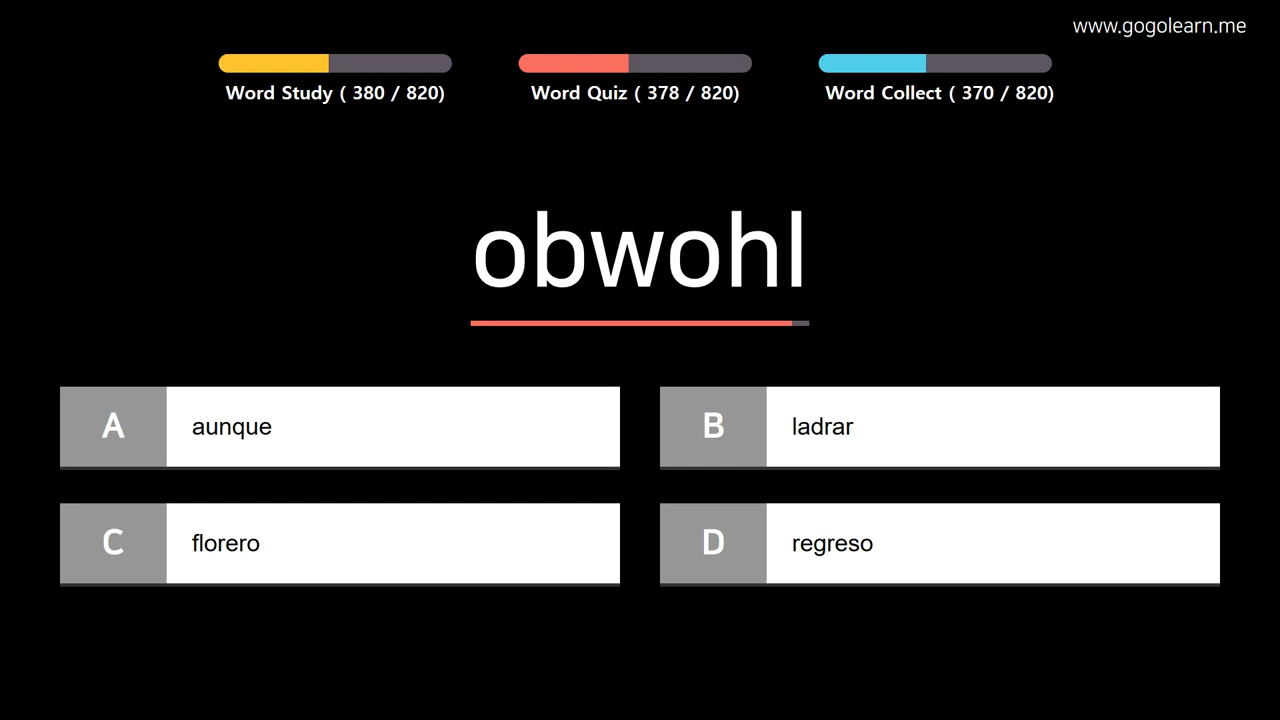 www.gogolearn.me
Word Study ( 380 / 820)
Word Quiz ( 378 / 820)
Word Collect ( 370 / 820)
obwohl
A aunque
B ladrar
C florero
D regreso